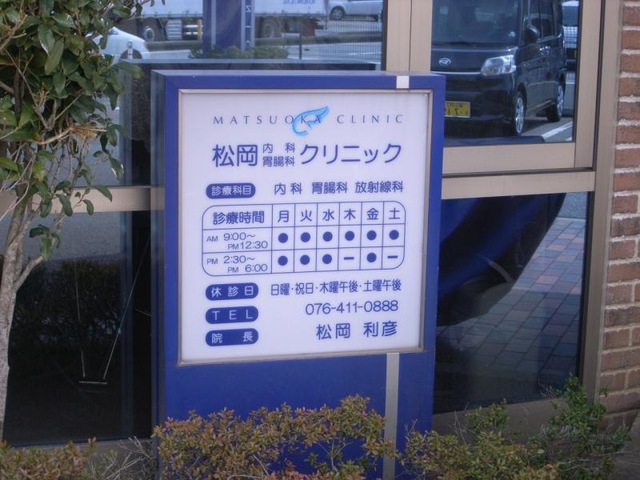 MATSUOKA CLINIC
松岡 内科 胃腸科 クリニック
診療科目 内科 胃腸科 放射線科
診療時間 月 火 水 木 金 土
AM 9:00〜PM12:30 ● ● ● ● ● ●
PM 2:30〜PM 6:00 ● ● ● ー ● ー
休診日 日曜・祝日・木曜午後・土曜午後
TEL 076-411-0888
院長 松岡 利彦